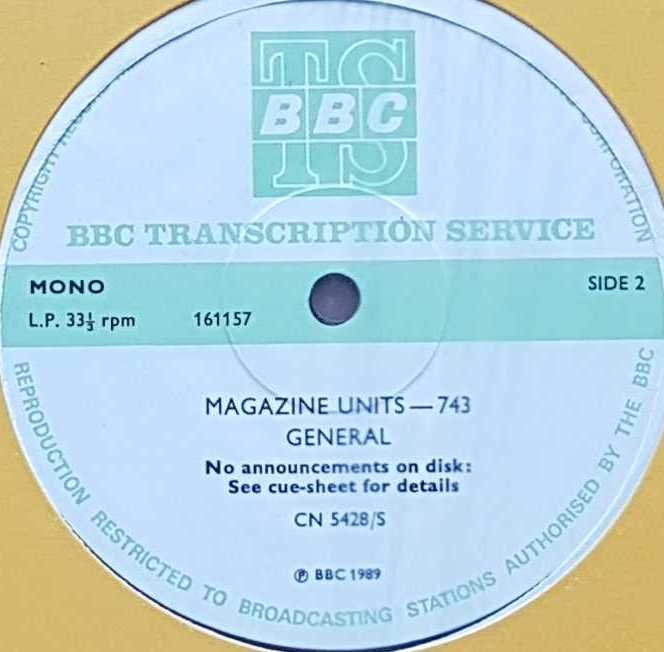 TS
BBC
COPYRIGHT
CORPORATION
BBC TRANSCRIPTION SERVICE
MONO
SIDE 2
L.P. 33⅓ rpm
161157
MAGAZINE UNITS — 743
GENERAL
No announcements on disk:
See cue-sheet for details
CN 5428/S
℗ BBC 1989
REPRODUCTION RESTRICTED TO BROADCASTING STATIONS AUTHORISED BY THE BBC